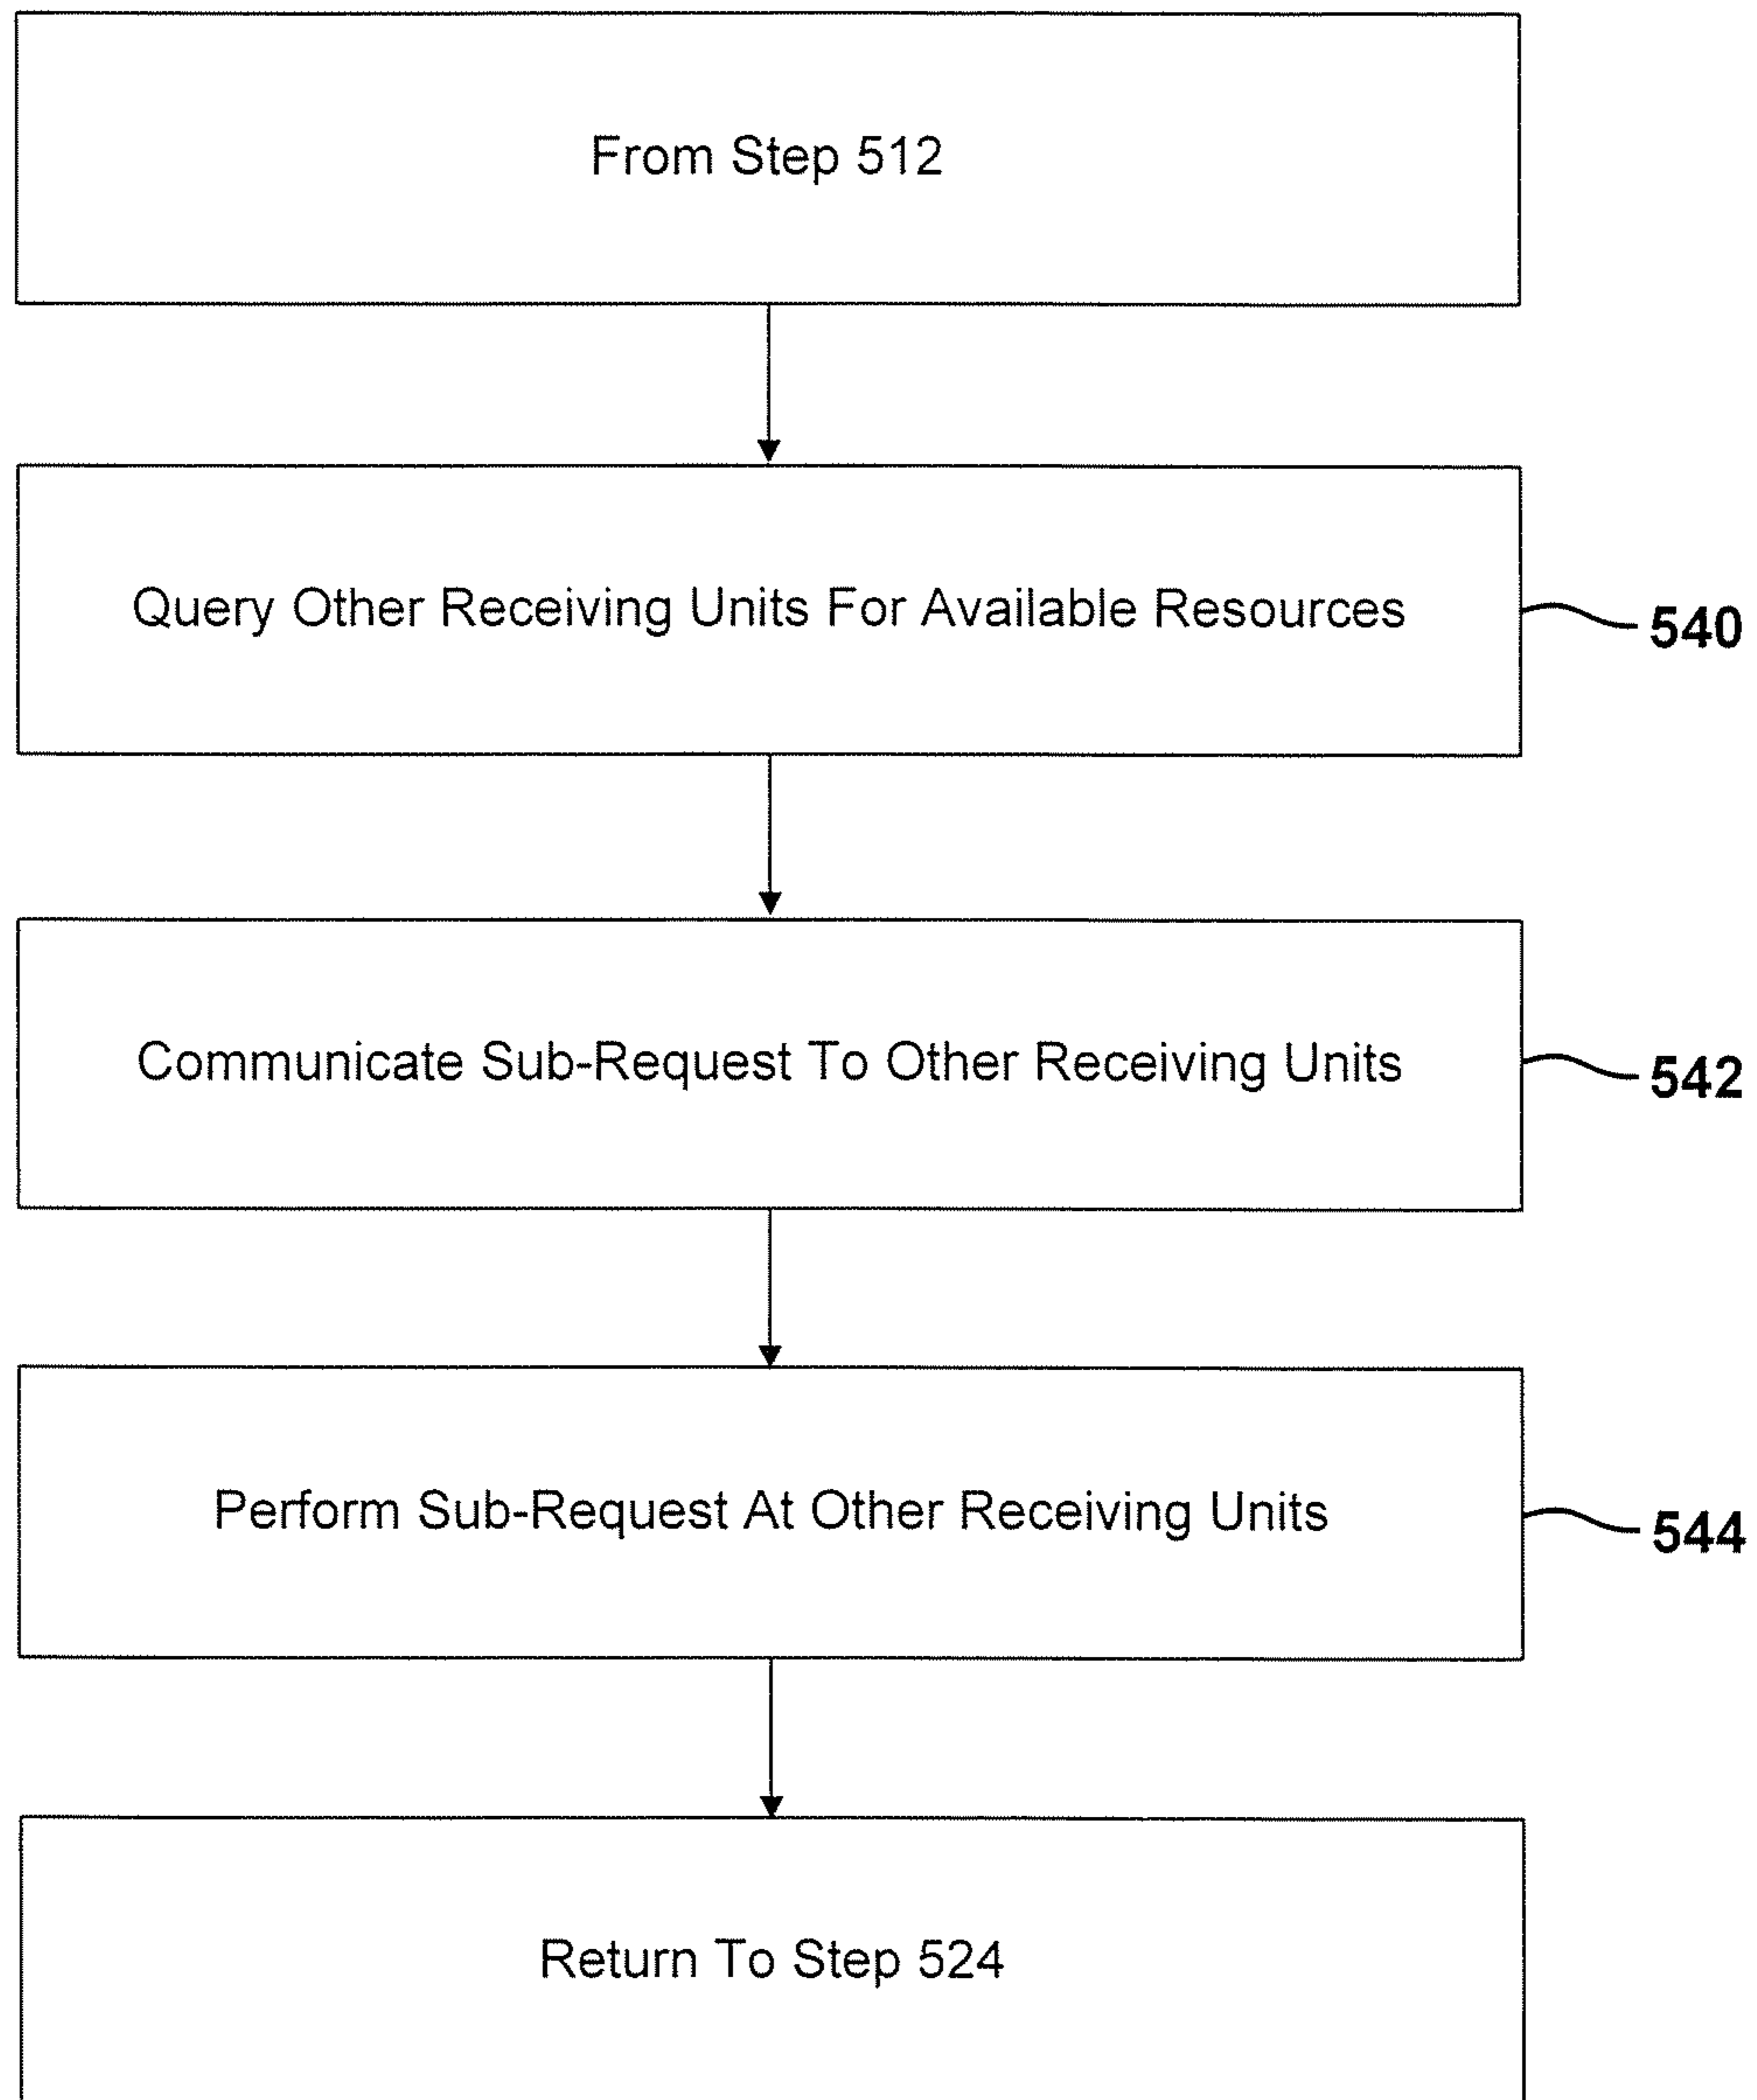 From Step 512
Query Other Receiving Units For Available Resources
540
Communicate Sub-Request To Other Receiving Units
542
Perform Sub-Request At Other Receiving Units
544
Return To Step 524